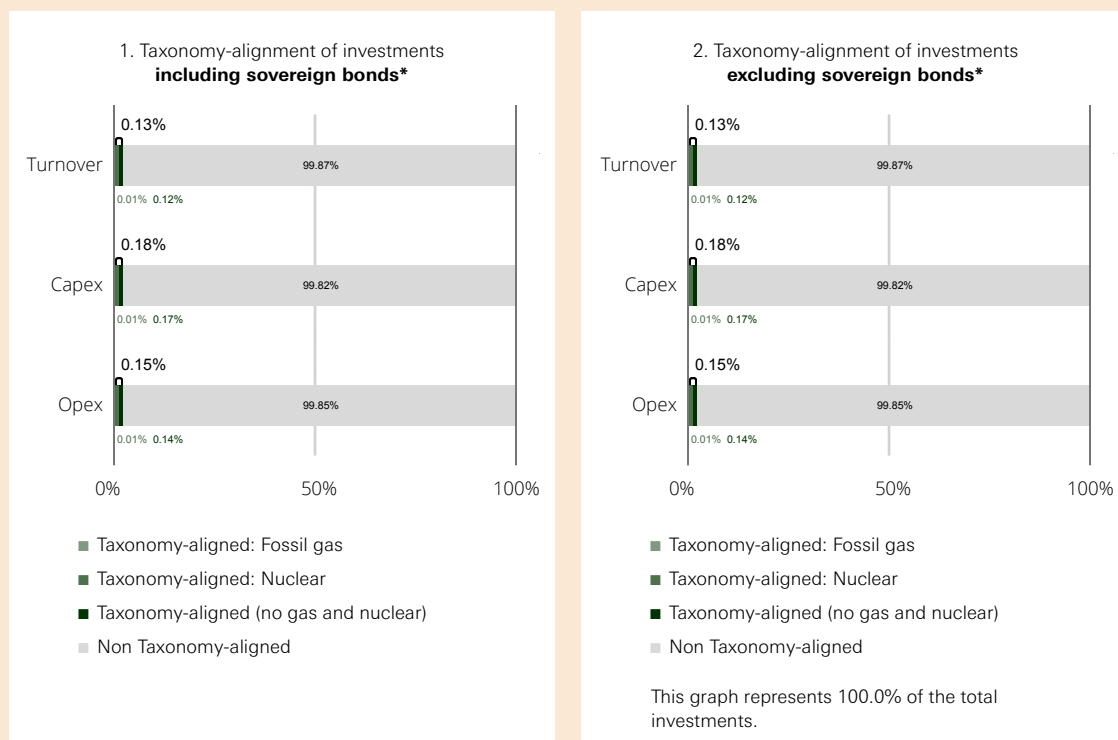 1. Taxonomy-alignment of investments
including sovereign bonds*
0.13%
Turnover
99.87%
0.01% 0.12%
0.18%
Capex
99.82%
0.01% 0.17%
0.15%
Opex
99.85%
0.01% 0.14%
0% 50% 100%
Taxonomy-aligned: Fossil gas
Taxonomy-aligned: Nuclear
Taxonomy-aligned (no gas and nuclear)
Non Taxonomy-aligned
2. Taxonomy-alignment of investments
excluding sovereign bonds*
0.13%
Turnover
99.87%
0.01% 0.12%
0.18%
Capex
99.82%
0.01% 0.17%
0.15%
Opex
99.85%
0.01% 0.14%
0% 50% 100%
Taxonomy-aligned: Fossil gas
Taxonomy-aligned: Nuclear
Taxonomy-aligned (no gas and nuclear)
Non Taxonomy-aligned
This graph represents 100.0% of the total
investments.